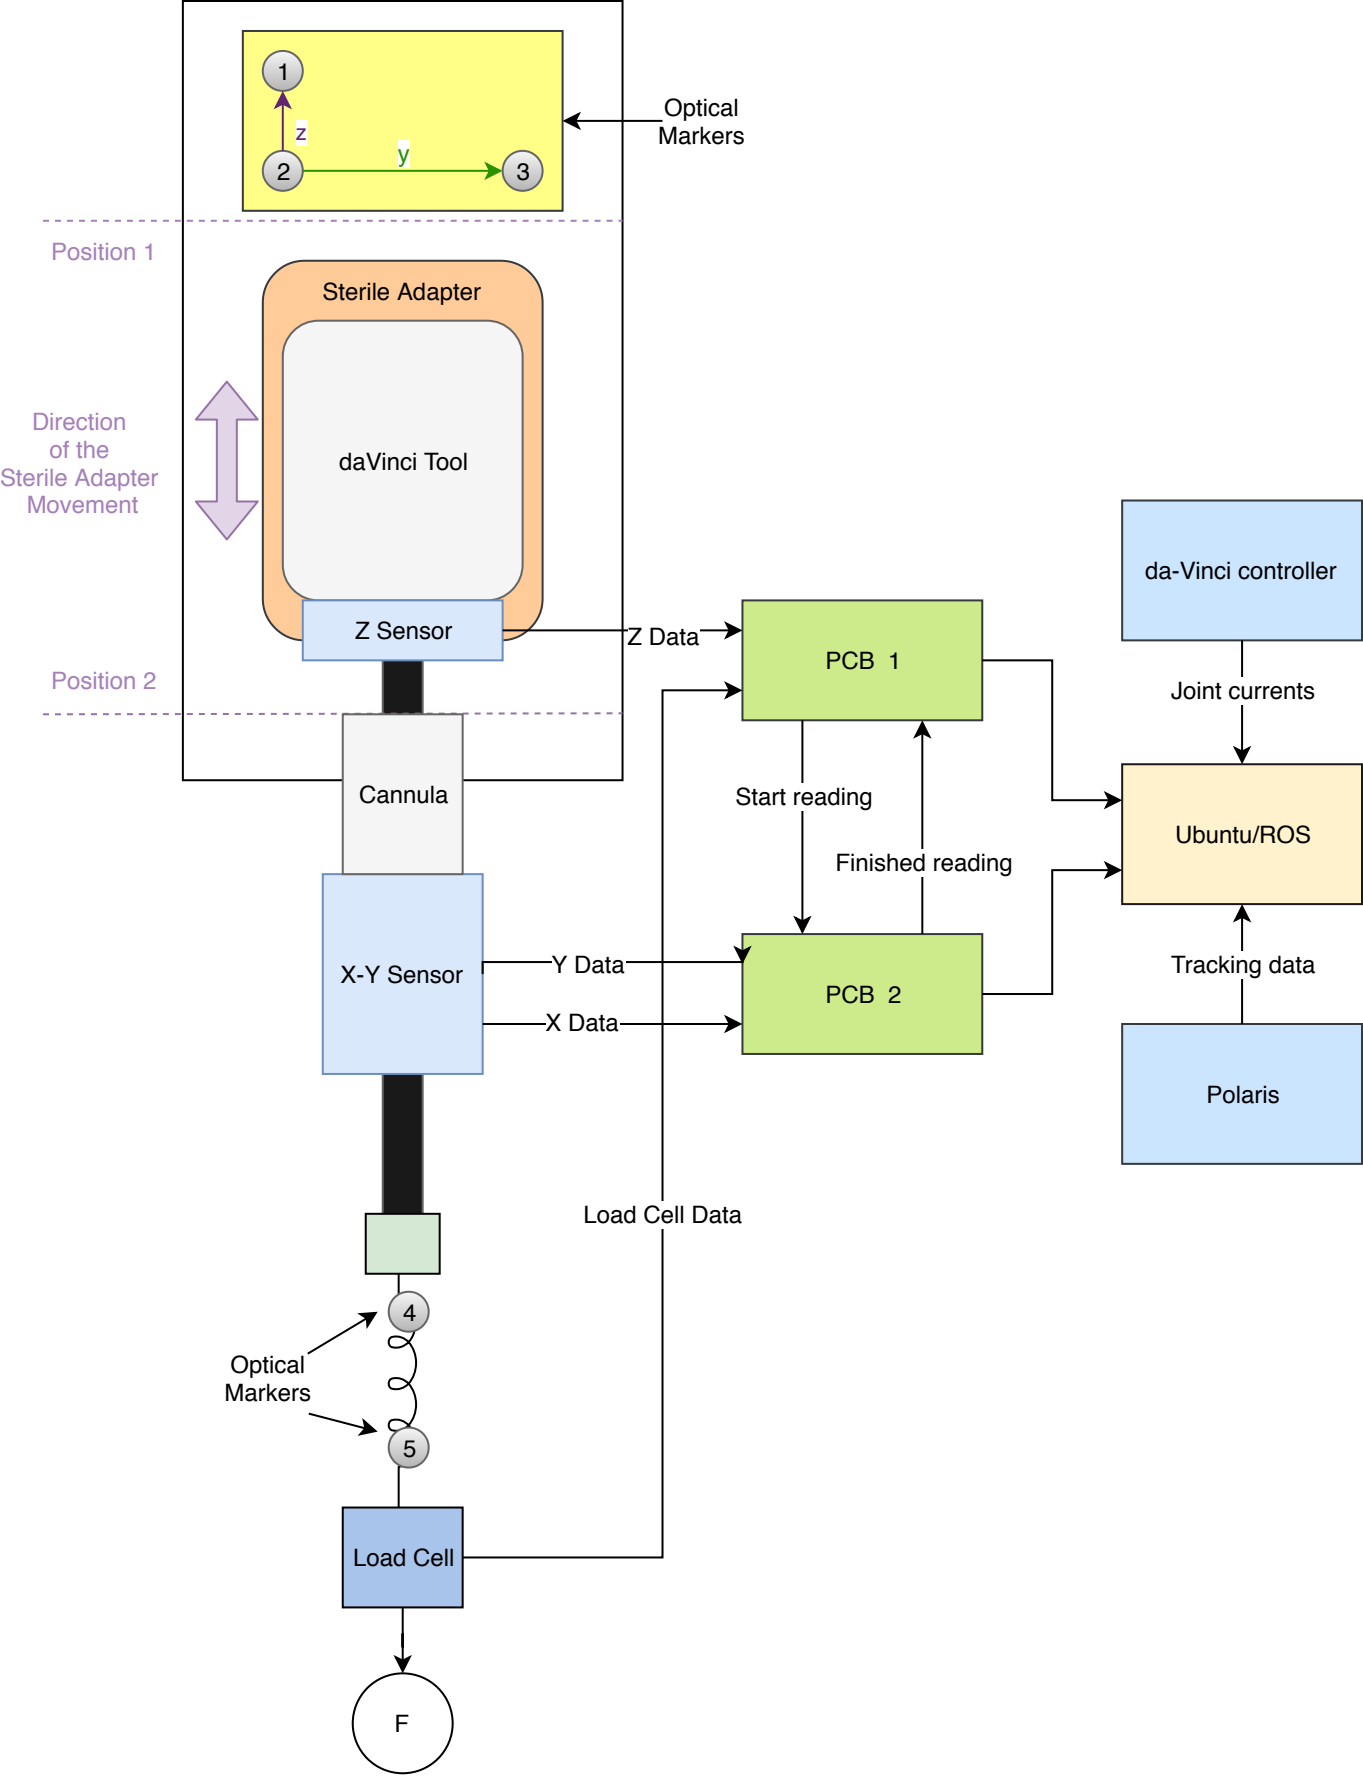 1
z
2
y
3
Optical
Markers
Position 1
Sterile Adapter
daVinci Tool
Direction
of the
Sterile Adapter
Movement
Z Sensor
Z Data
PCB 1
da-Vinci controller
Joint currents
Position 2
Cannula
Start reading
Finished reading
Ubuntu/ROS
X-Y Sensor
Y Data
X Data
PCB 2
Tracking data
Polaris
Load Cell Data
4
Optical
Markers
5
Load Cell
F